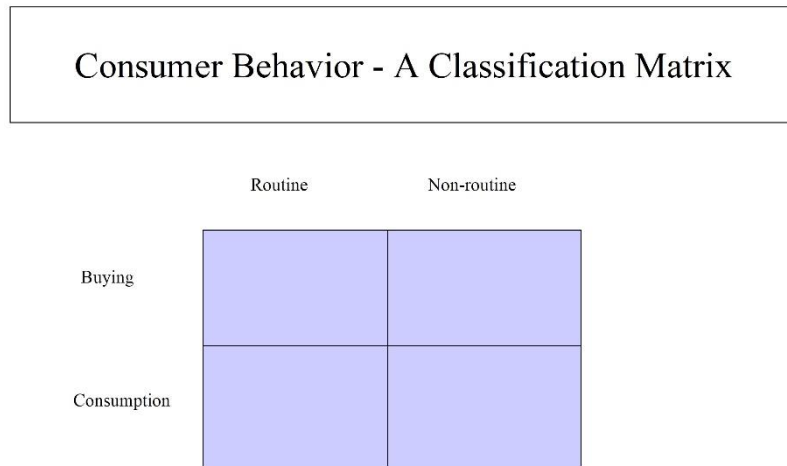 Consumer Behavior - A Classification Matrix
Routine Non-routine
Buying
Consumption